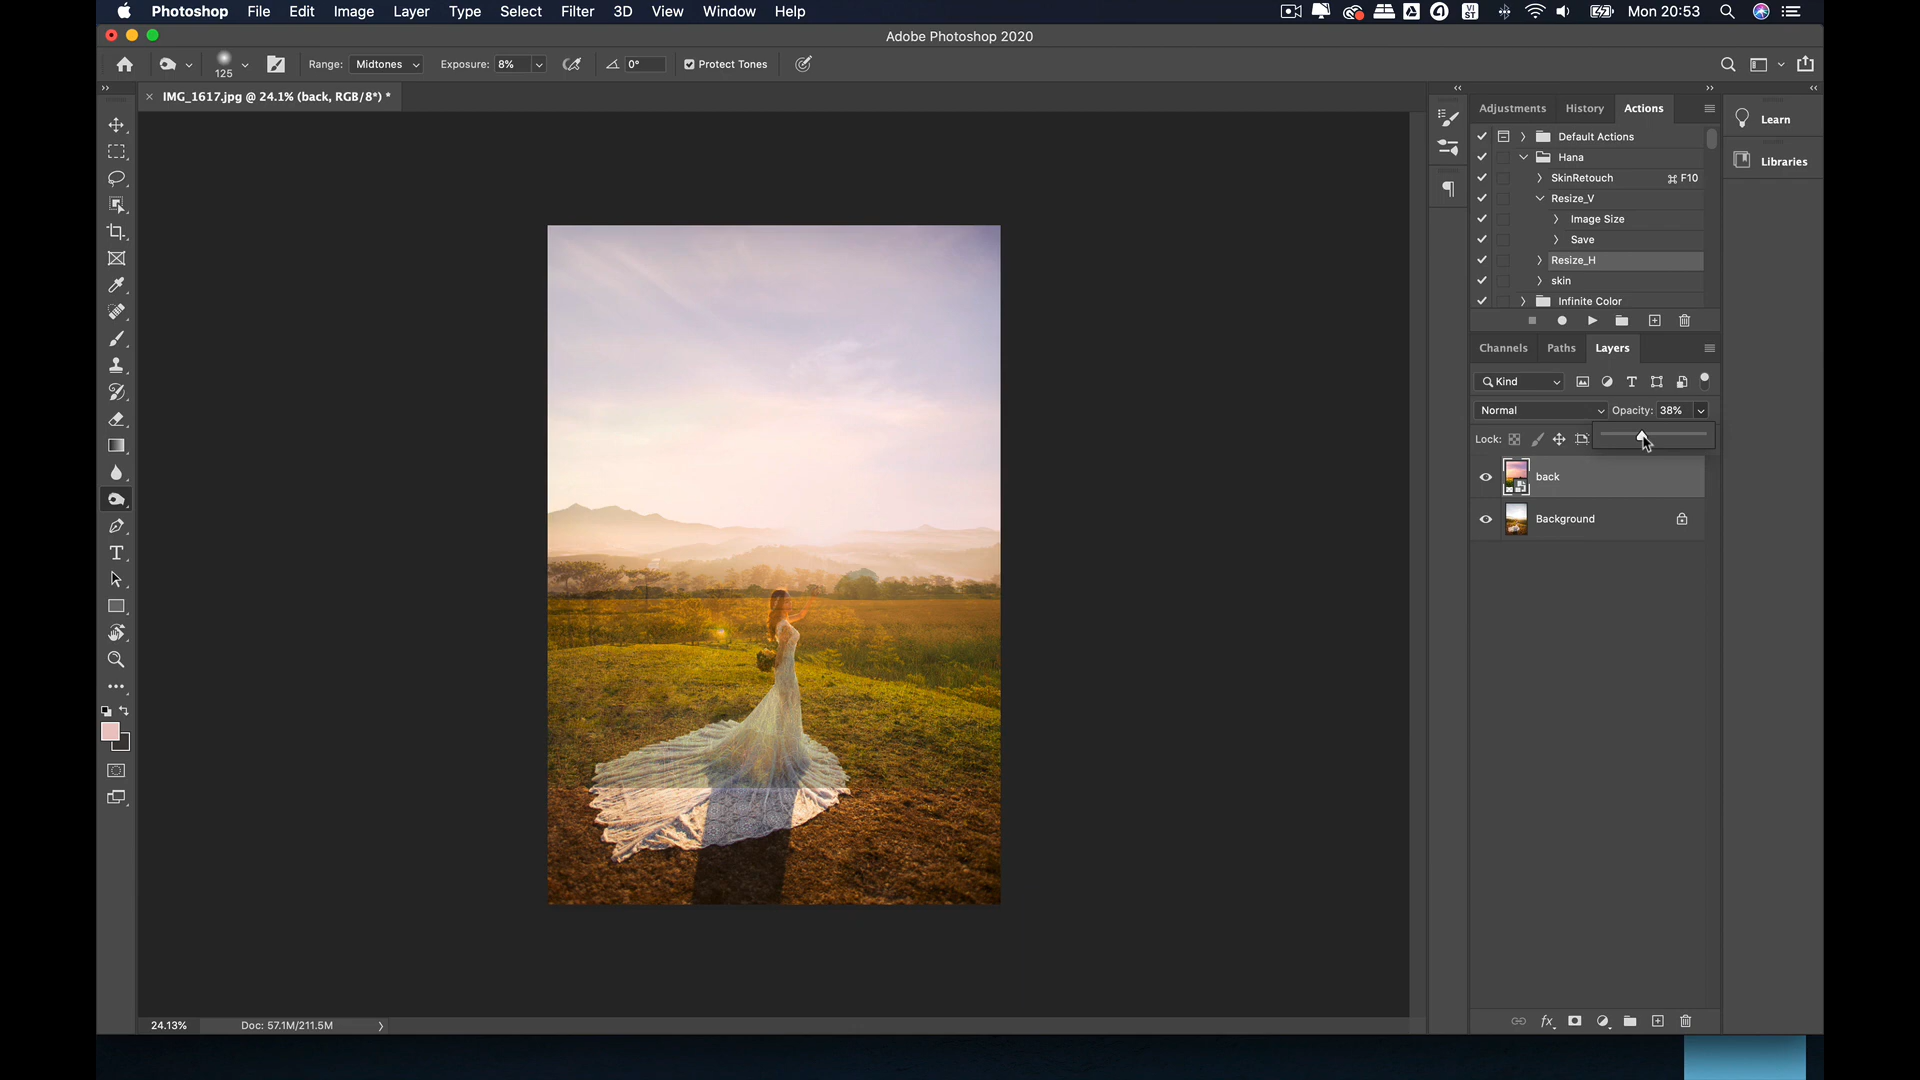 Photoshop File Edit Image Layer Type Select Filter 3D View Window Help
VI
ST
Mon 20:53
Adobe Photoshop 2020
125
Range: Midtones Exposure: 8% 0° Protect Tones
× IMG_1617.jpg @ 24.1% (back, RGB/8*) *
Adjustments History Actions
Default Actions
Hana
SkinRetouch ⌘ F10
Resize_V
Image Size
Save
Resize_H
skin
Infinite Color
Learn
Libraries
Channels Paths Layers
Kind
Normal Opacity: 38%
Lock:
back
Background
fx
24.13% Doc: 57.1M/211.5M